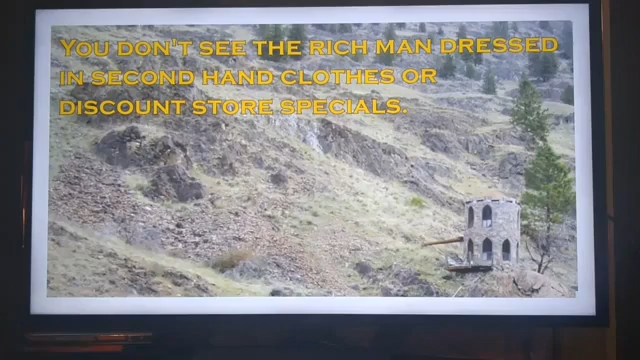 You don't see the rich man dressed
in second hand clothes or
discount store specials.